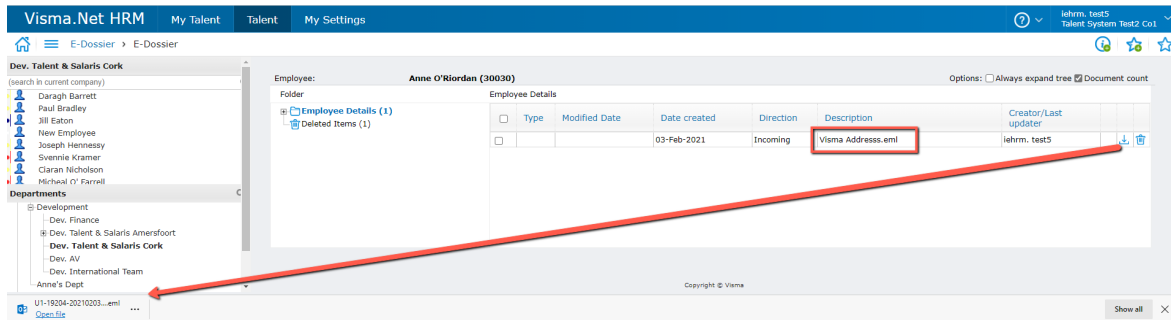 Visma.Net HRM My Talent Talent My Settings iehrm. test5
Talent System Test2 Co1
E-Dossier > E-Dossier
Dev. Talent & Salaris Cork
(search in current company)
Daragh Barrett
Paul Bradley
Jill Eaton
New Employee
Joseph Hennessy
Svennie Kramer
Ciaran Nicholson
Micheal O' Farrell
Departments
Development
Dev. Finance
Dev. Talent & Salaris Amersfoort
Dev. Talent & Salaris Cork
Dev. AV
Dev. International Team
Anne's Dept
Employee: Anne O'Riordan (30030) Options: Always expand tree Document count
Folder Employee Details
Employee Details (1)
Deleted Items (1)
Type Modified Date Date created Direction Description Creator/Last updater
03-Feb-2021 Incoming Visma Addresss.eml iehrm. test5
Copyright © Visma
U1-19204-20210203....eml ...
Open file
Show all